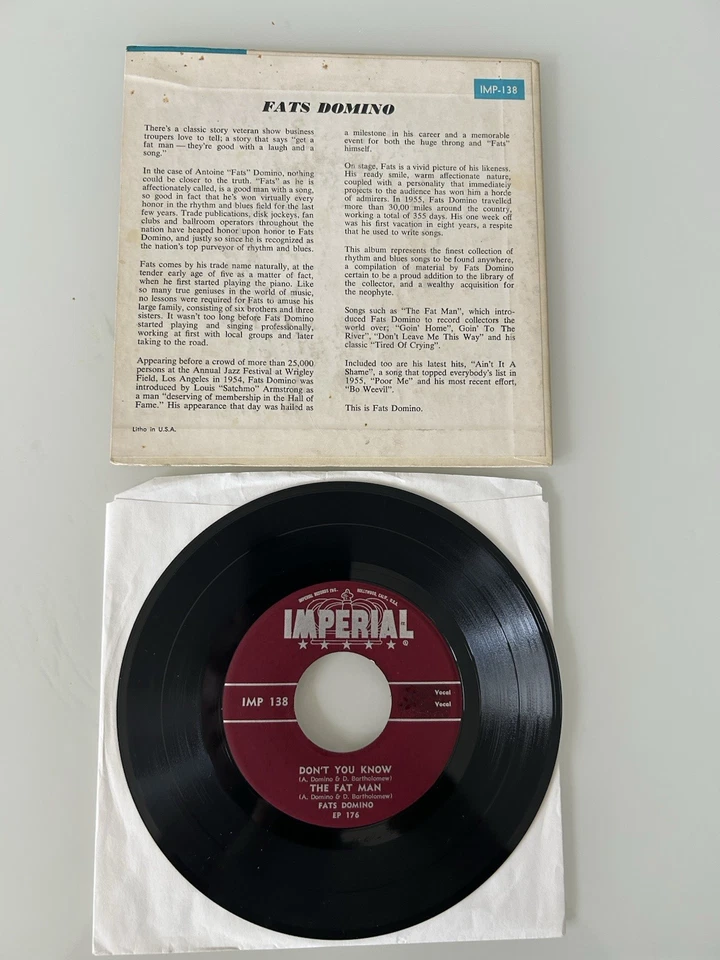 IMP-138
FATS DOMINO
There's a classic story veteran show business
troupers love to tell; a story that says "get a
fat man — they're good with a laugh and a
song."
In the case of Antoine "Fats" Domino, nothing
could be closer to the truth. "Fats" as he is
affectionately called, is a good man with a song,
so good in fact that he's won virtually every
honor in the rhythm and blues field for the last
few years. Trade publications, disk jockeys, fan
clubs and ballroom operators throughout the
nation have heaped honor upon honor to Fats
Domino, and justly so since he is recognized as
the nation's top purveyor of rhythm and blues.
Fats comes by his trade name naturally, at the
tender early age of five as a matter of fact,
when he first started playing the piano. Like
so many true geniuses in the world of music,
no lessons were required for Fats to amuse his
large family, consisting of six brothers and three
sisters. It wasn't too long before Fats Domino
started playing and singing professionally,
working at first with local groups and later
taking to the road.
Appearing before a crowd of more than 25,000
persons at the Annual Jazz Festival at Wrigley
Field, Los Angeles in 1954, Fats Domino was
introduced by Louis "Satchmo" Armstrong as
a man "deserving of membership in the Hall of
Fame." His appearance that day was hailed as
a milestone in his career and a memorable
event for both the huge throng and "Fats"
himself.
On stage, Fats is a vivid picture of his likeness.
His ready smile, warm affectionate nature,
coupled with a personality that immediately
projects to the audience has won him a horde
of admirers. In 1955, Fats Domino travelled
more than 30,00 miles around the country,
working a total of 355 days. His one week off
was his first vacation in eight years, a respite
that he used to write songs.
This album represents the finest collection of
rhythm and blues songs to be found anywhere,
a compilation of material by Fats Domino
certain to be a proud addition to the library of
the collector, and a wealthy acquisition for
the neophyte.
Songs such as "The Fat Man", which intro-
duced Fats Domino to record collectors the
world over; "Goin' Home", Goin' To The
River", "Don't Leave Me This Way" and his
classic "Tired Of Crying".
Included too are his latest hits, "Ain't It A
Shame", a song that topped everybody's list in
1955, "Poor Me" and his most recent effort,
"Bo Weevil".
This is Fats Domino.
Litho in U.S.A.
IMPERIAL RECORDS INC. HOLLYWOOD, CALIF., U.S.A.
IMPERIAL
®
IMP 138
Vocal
Vocal
DON'T YOU KNOW
(A. Domino & D. Bartholomew)
THE FAT MAN
(A. Domino & D. Bartholomew)
FATS DOMINO
EP 176